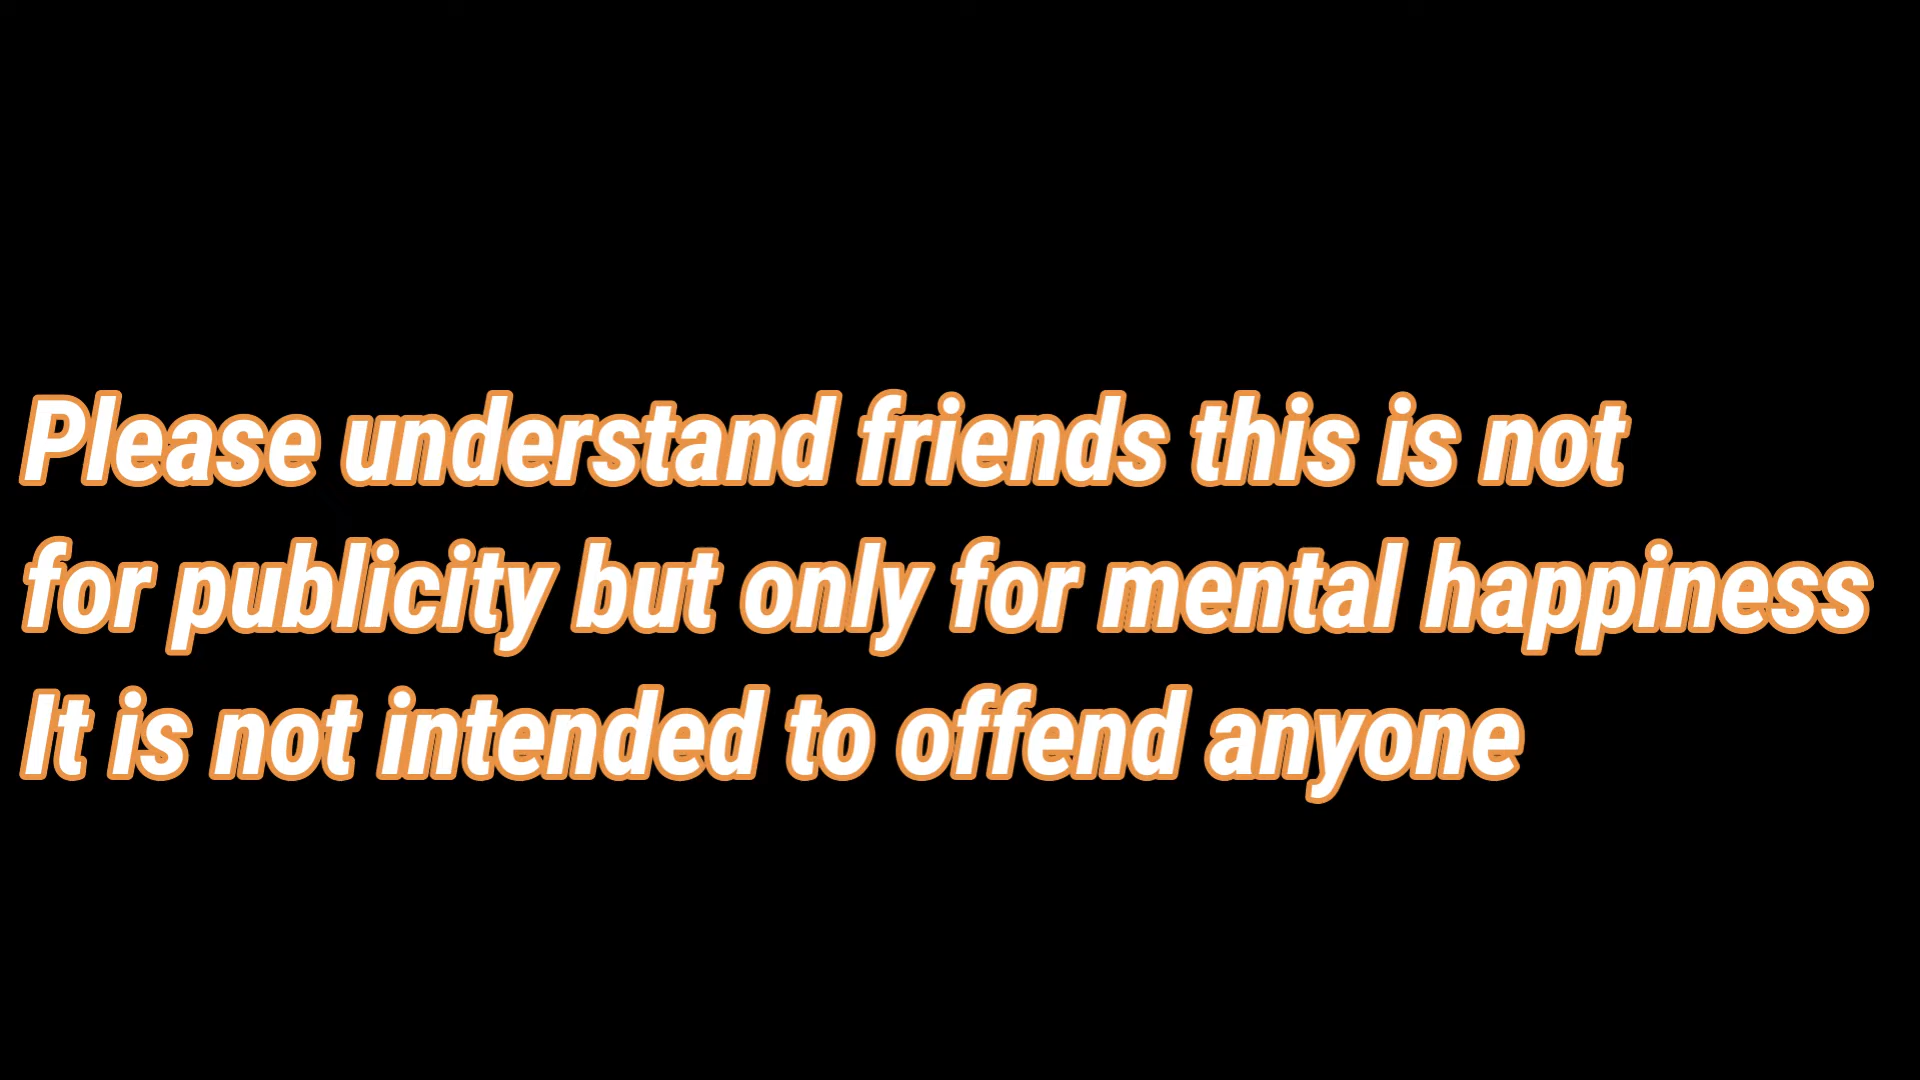 Please understand friends this is not
for publicity but only for mental happiness
It is not intended to offend anyone